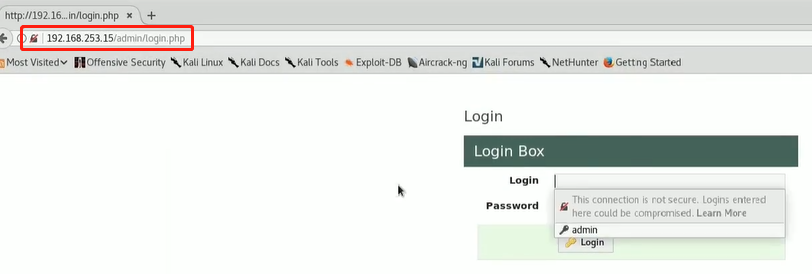 http://192.16...in/login.php
192.168.253.15/admin/login.php
Most Visited Offensive Security Kali Linux Kali Docs Kali Tools Exploit-DB Aircrack-ng Kali Forums NetHunter Getting Started
Login
Login Box
Login
This connection is not secure. Logins entered
here could be compromised. Learn More
Password
admin
Login